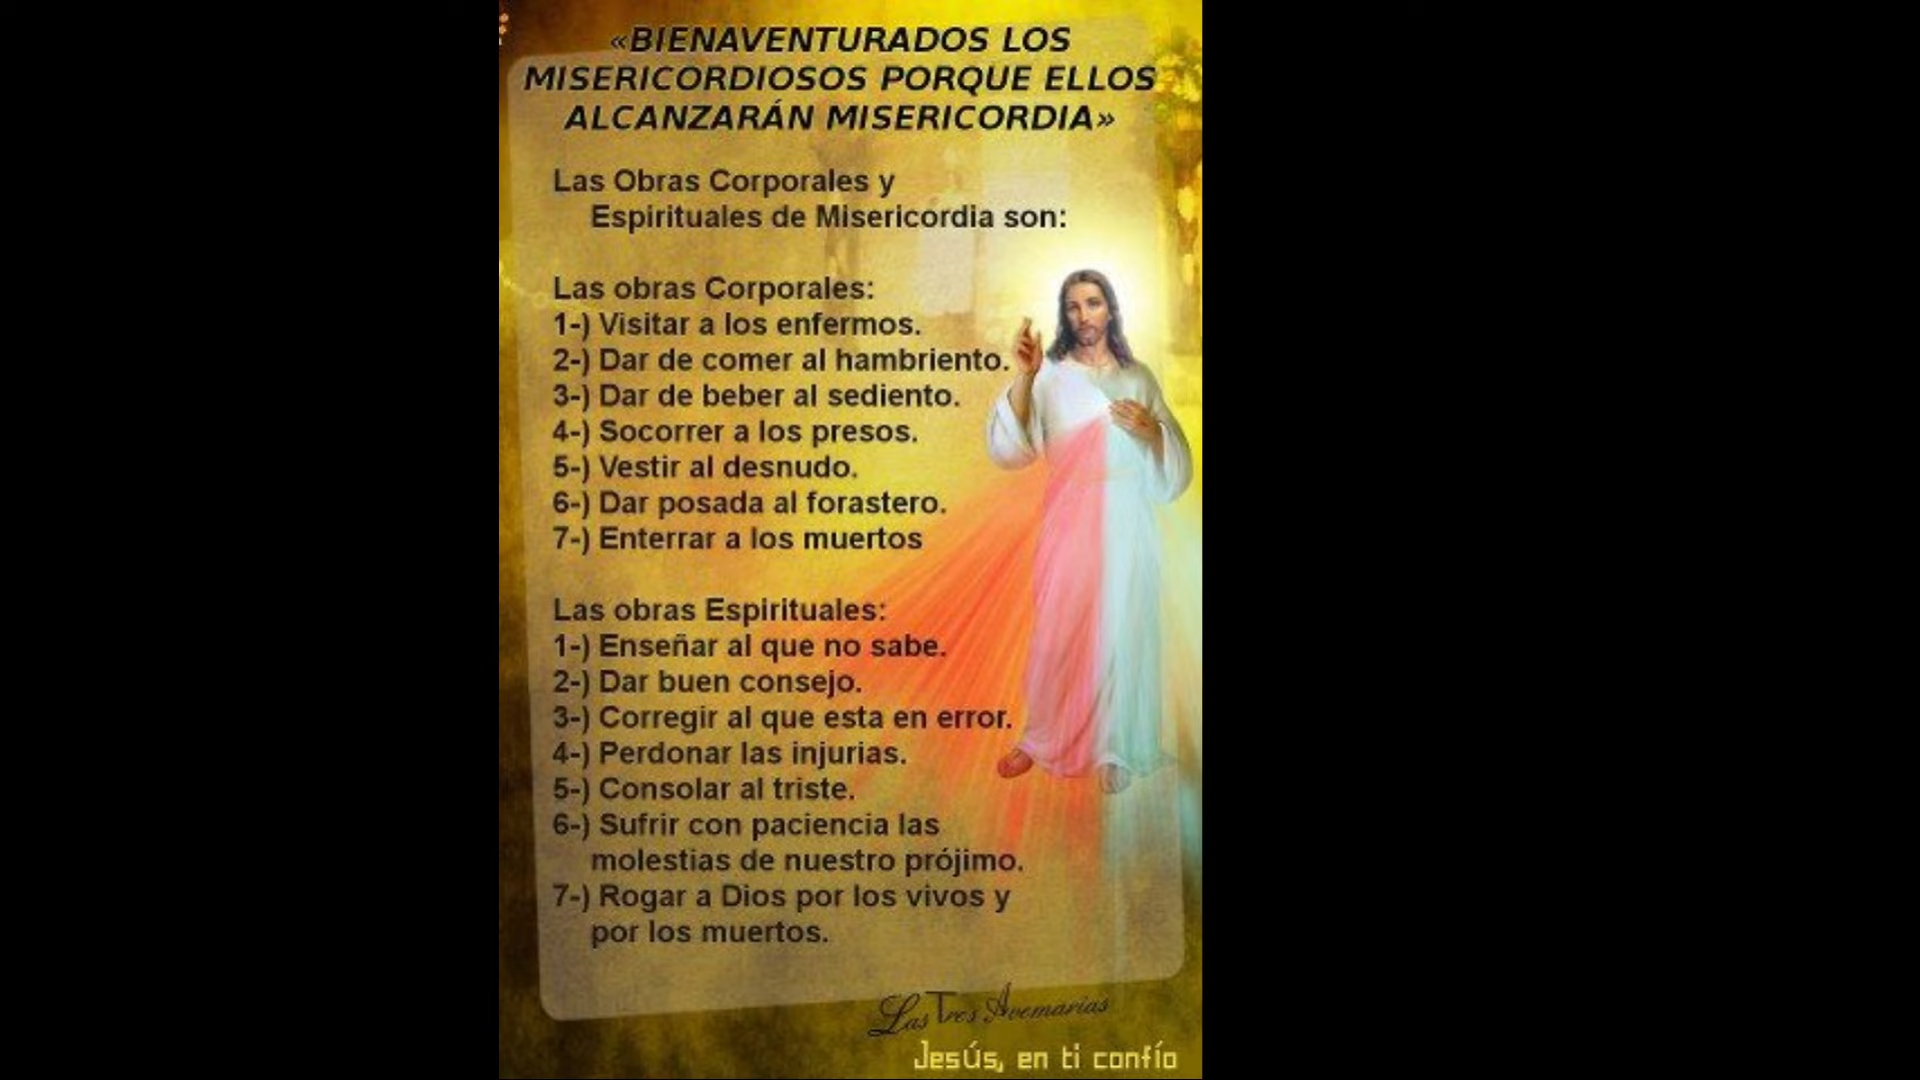 «BIENAVENTURADOS LOS
MISERICORDIOSOS PORQUE ELLOS
ALCANZARÁN MISERICORDIA»
Las Obras Corporales y
Espirituales de Misericordia son:
Las obras Corporales:
1-) Visitar a los enfermos.
2-) Dar de comer al hambriento.
3-) Dar de beber al sediento.
4-) Socorrer a los presos.
5-) Vestir al desnudo.
6-) Dar posada al forastero.
7-) Enterrar a los muertos
Las obras Espirituales:
1-) Enseñar al que no sabe.
2-) Dar buen consejo.
3-) Corregir al que esta en error.
4-) Perdonar las injurias.
5-) Consolar al triste.
6-) Sufrir con paciencia las
molestias de nuestro prójimo.
7-) Rogar a Dios por los vivos y
por los muertos.
Las Tres Avemarías
Jesús, en ti confío